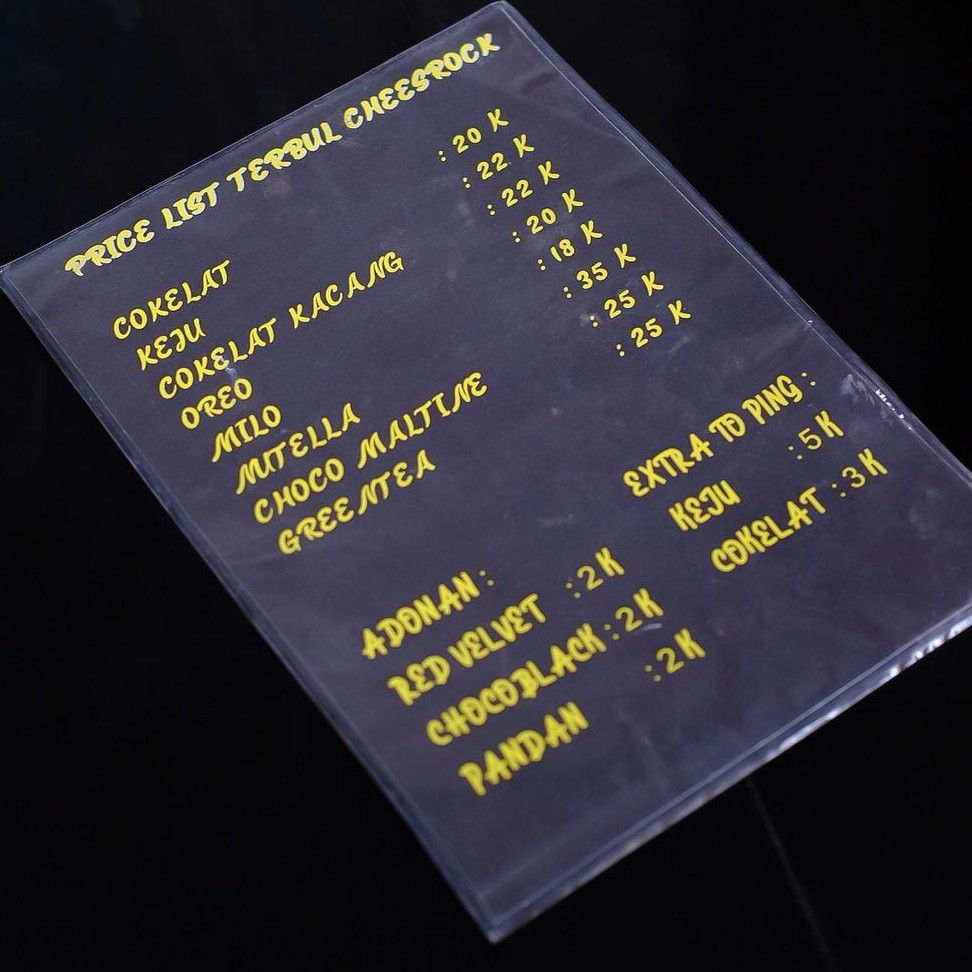 PRICE LIST TERBUL CHEESROCK
COKELAT : 20 K
KEJU : 22 K
COKELAT KACANG : 22 K
OREO : 20 K
MILO : 18 K
NUTELLA : 35 K
CHOCO MALTINE : 25 K
GREENTEA : 25 K
EXTRA TO PING :
KEJU : 5 K
COKELAT : 3 K
ADONAN :
RED VELVET : 2 K
CHOCOBLACK : 2 K
PANDAN : 2 K